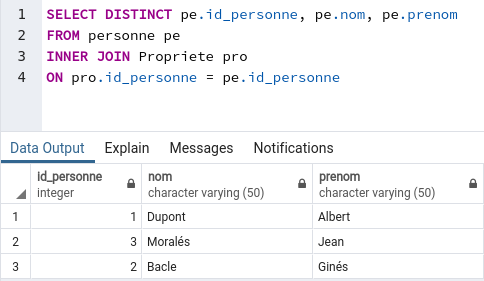 1 SELECT DISTINCT pe.id_personne, pe.nom, pe.prenom
2 FROM personne pe
3 INNER JOIN Propriete pro
4 ON pro.id_personne = pe.id_personne
Data Output Explain Messages Notifications
id_personne nom prenom
integer character varying (50) character varying (50)
1 1 Dupont Albert
2 3 Moralés Jean
3 2 Bacle Ginés